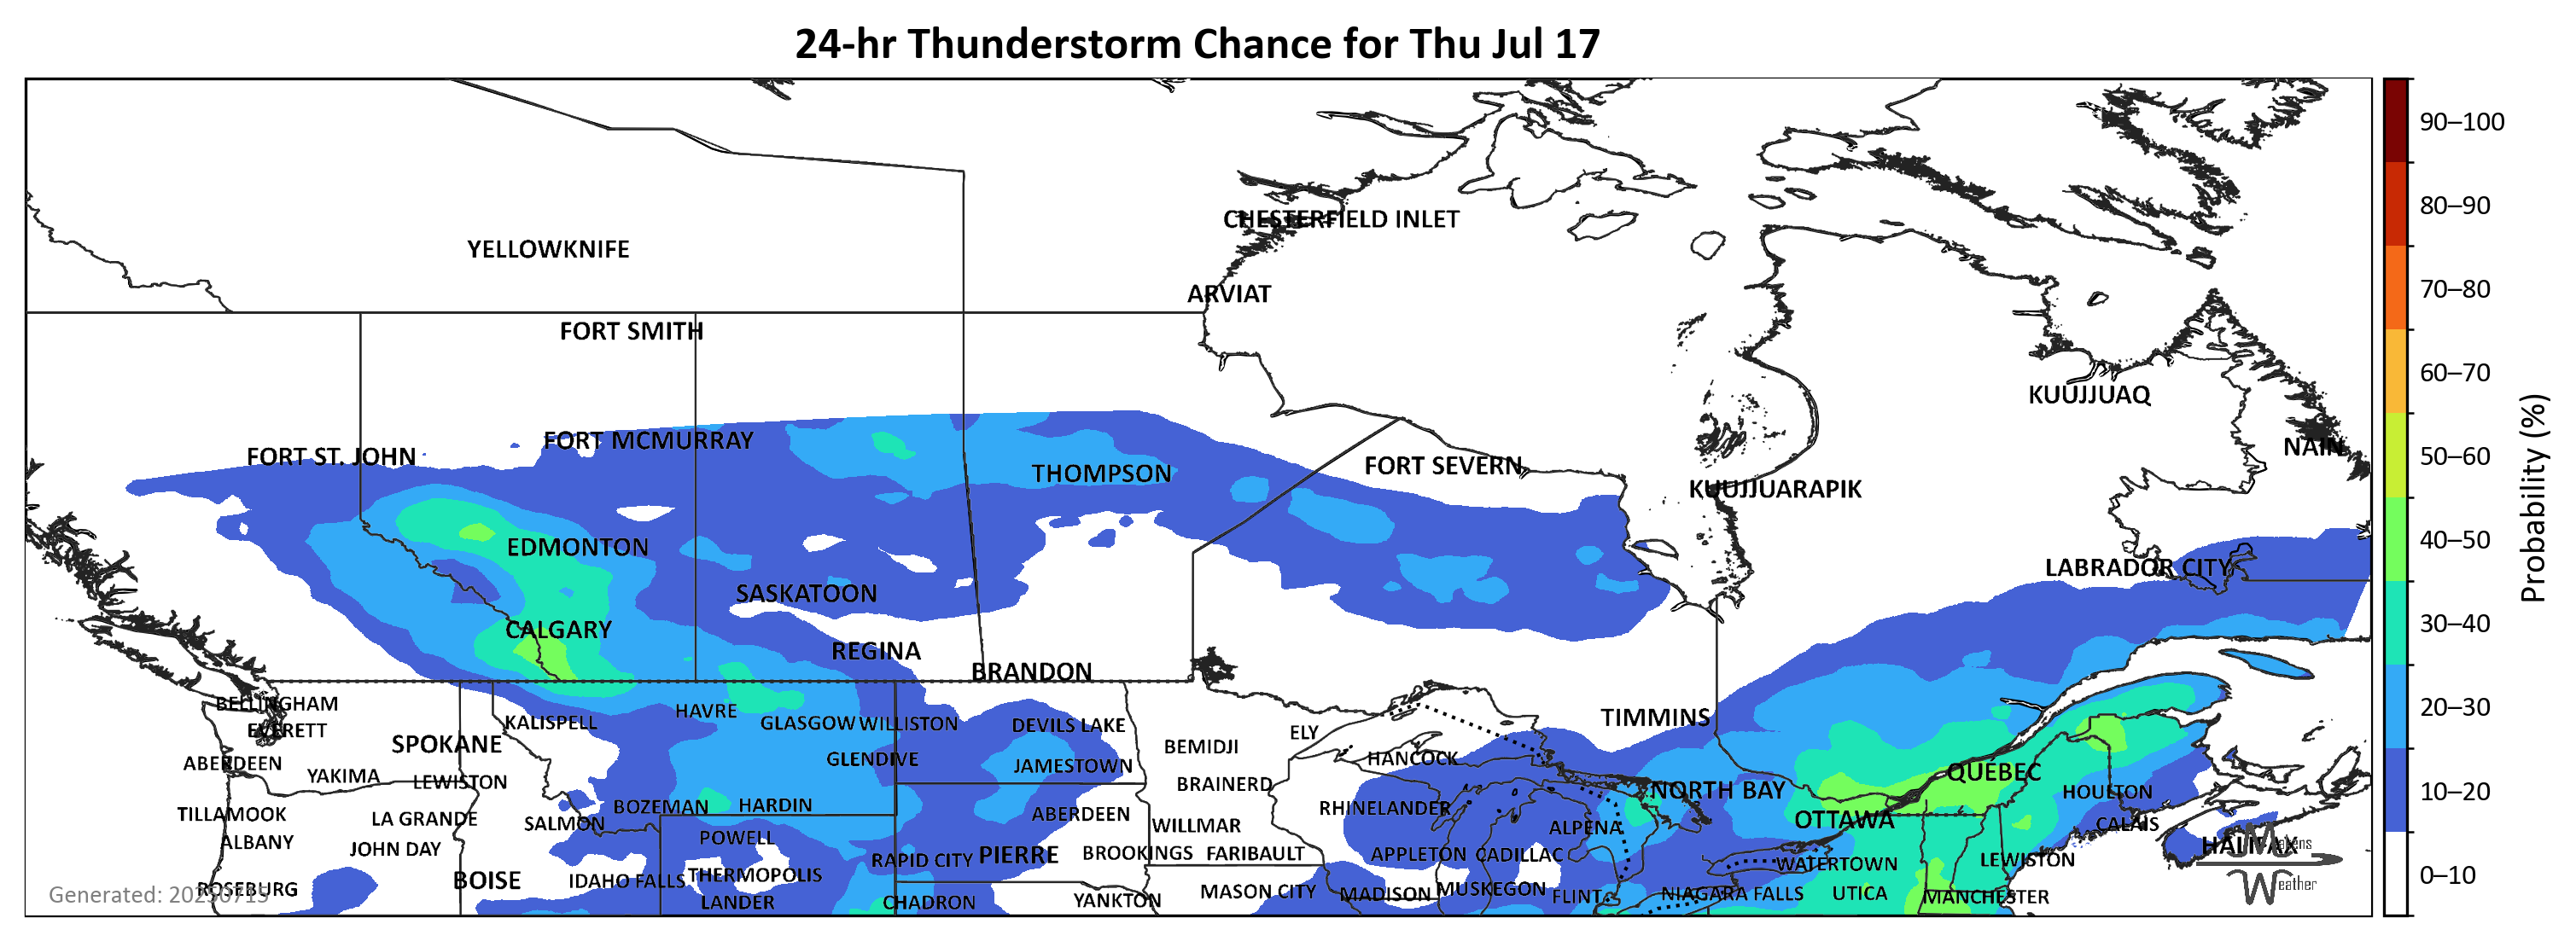 24-hr Thunderstorm Chance for Thu Jul 17
90–100
80–90
CHESTERFIELD INLET
YELLOWKNIFE
70–80
ARVIAT
FORT SMITH
60–70
KUUJJUAQ
FORT MCMURRAY
NAIN
FORT ST. JOHN
50–60
FORT SEVERN
THOMPSON
KUUJJUARAPIK
Probability (%)
40–50
EDMONTON
LABRADOR CITY
SASKATOON
30–40
CALGARY
REGINA
BRANDON
BELLINGHAM
20–30
HAVRE
TIMMINS
KALISPELL
GLASGOW WILLISTON
DEVILS LAKE
EVERETT
ELY
SPOKANE
BEMIDJI
HANCOCK
GLENDIVE
ABERDEEN
JAMESTOWN
QUÉBEC
YAKIMA
LEWISTON
BRAINERD
NORTH BAY
HOULTON
10–20
BOZEMAN
HARDIN
RHINELANDER
TILLAMOOK
ABERDEEN
LA GRANDE
OTTAWA
SALMON
WILLMAR
ALPENA
CALAIS
POWELL
ALBANY
HALIFAX
Makens
JOHN DAY
BROOKINGS
FARIBAULT
PIERRE
APPLETON
CADILLAC
RAPID CITY
LEWISTON
WATERTOWN
THERMOPOLIS
0–10
BOISE
IDAHO FALLS
Weather
ROSEBURG
MUSKEGON
MASON CITY
MADISON
Generated: 20250715
NIAGARA FALLS
UTICA
FLINT
MANCHESTER
YANKTON
LANDER
CHADRON